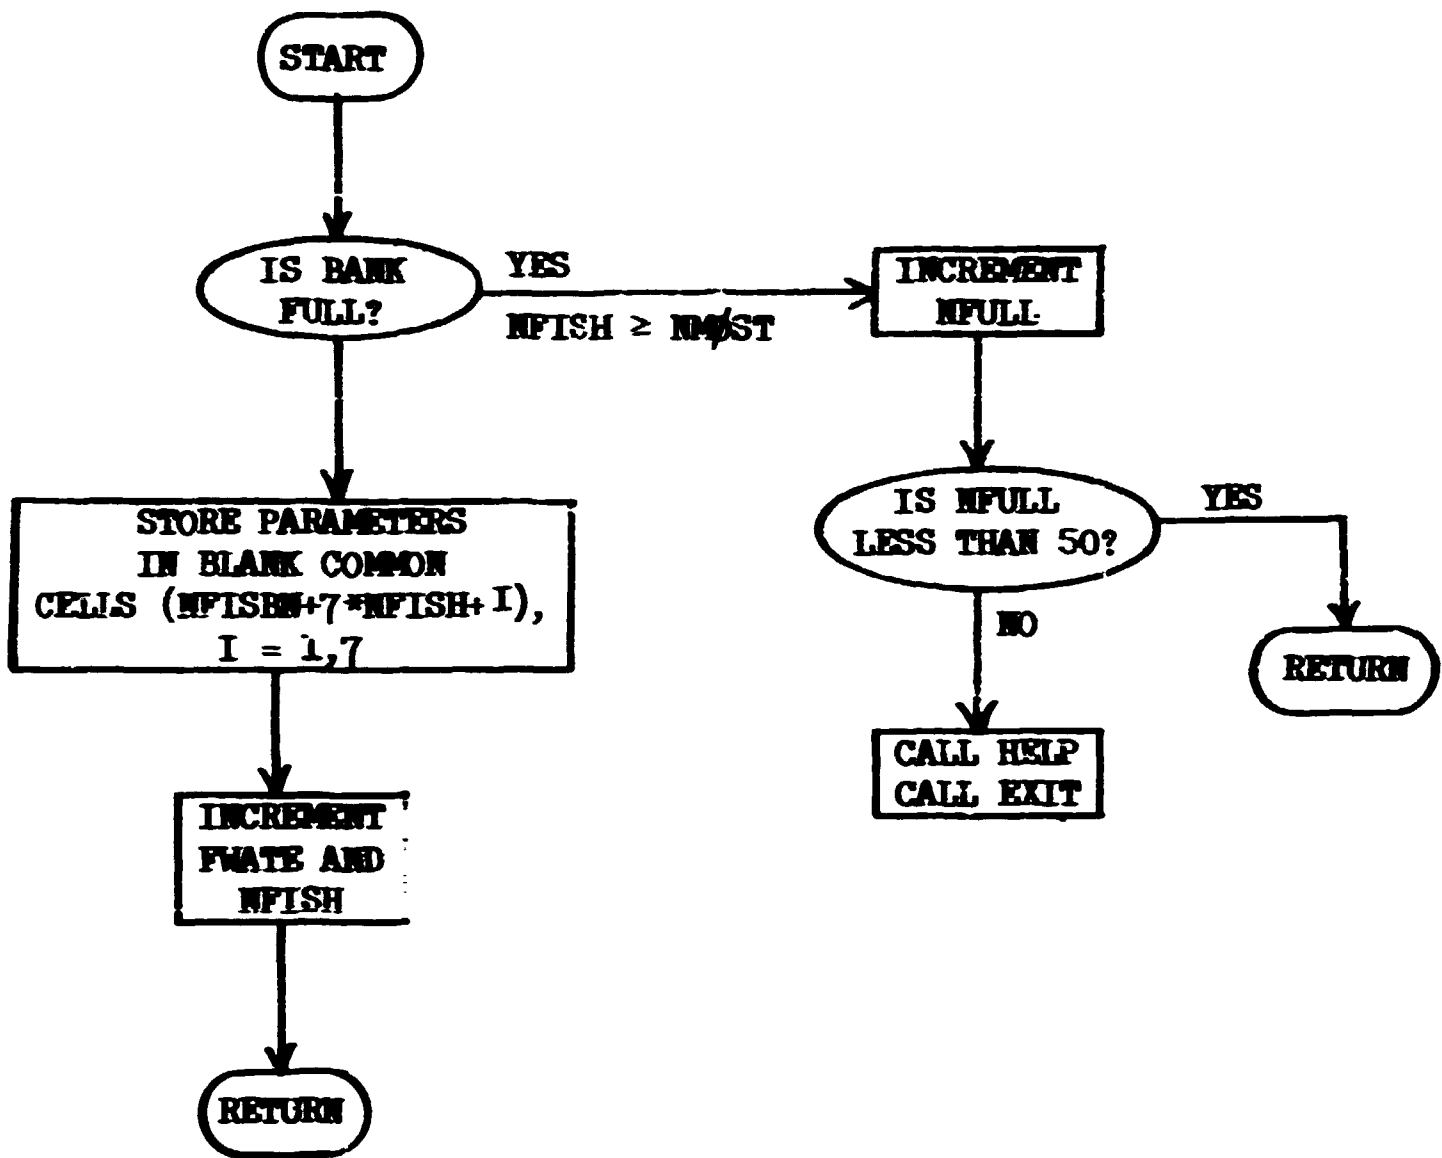 START
IS BANK
FULL?
YES
NFISH ≥ NMØST
INCREMENT
NFULL
STORE PARAMETERS
IN BLANK COMMON
CELLS (NFISBN+7*NFISH+I),
I = 1,7
IS NFULL
LESS THAN 50?
YES
NO
RETURN
CALL HELP
CALL EXIT
INCREMENT
FWATE AND
NFISH
RETURN